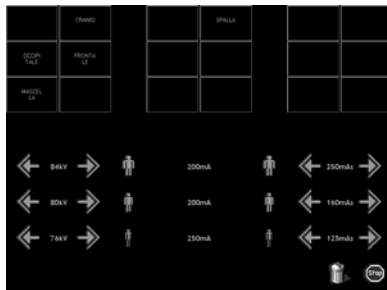 CRANIO
SPALLA
OCCIPI
TALE
FRONTA
LE
MASCEL
LA
84kV
200mA
250mAs
80kV
200mA
160mAs
76kV
250mA
125mAs
Stop